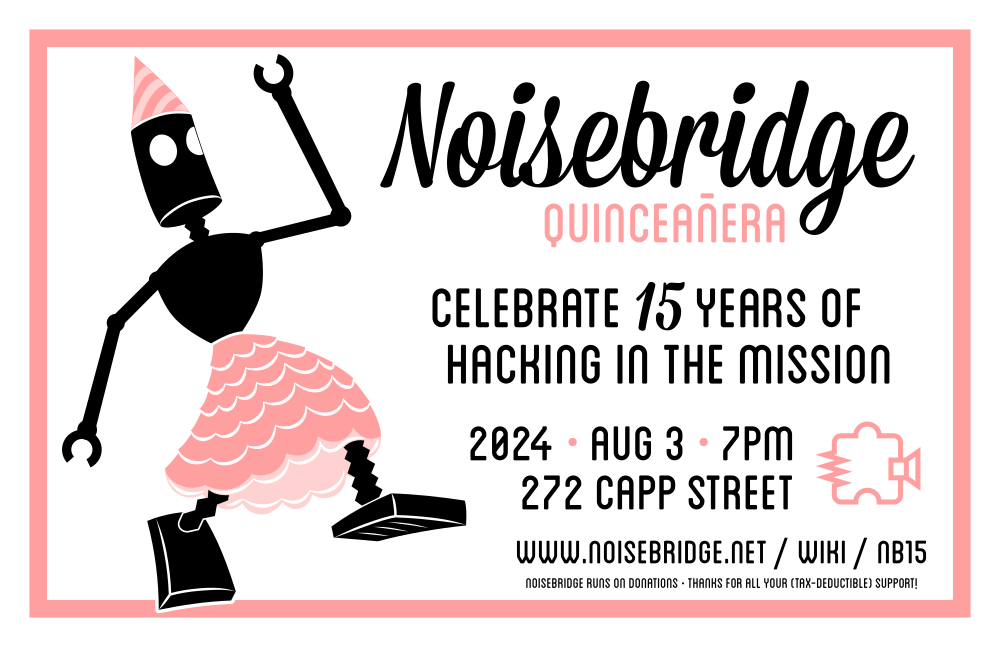 Noisebridge
QUINCEAÑERA
CELEBRATE 15 YEARS OF
HACKING IN THE MISSION
2024 • AUG 3 • 7PM
272 CAPP STREET
WWW.NOISEBRIDGE.NET / WIKI / NB15
NOISEBRIDGE RUNS ON DONATIONS · THANKS FOR ALL YOUR (TAX-DEDUCTIBLE) SUPPORT!